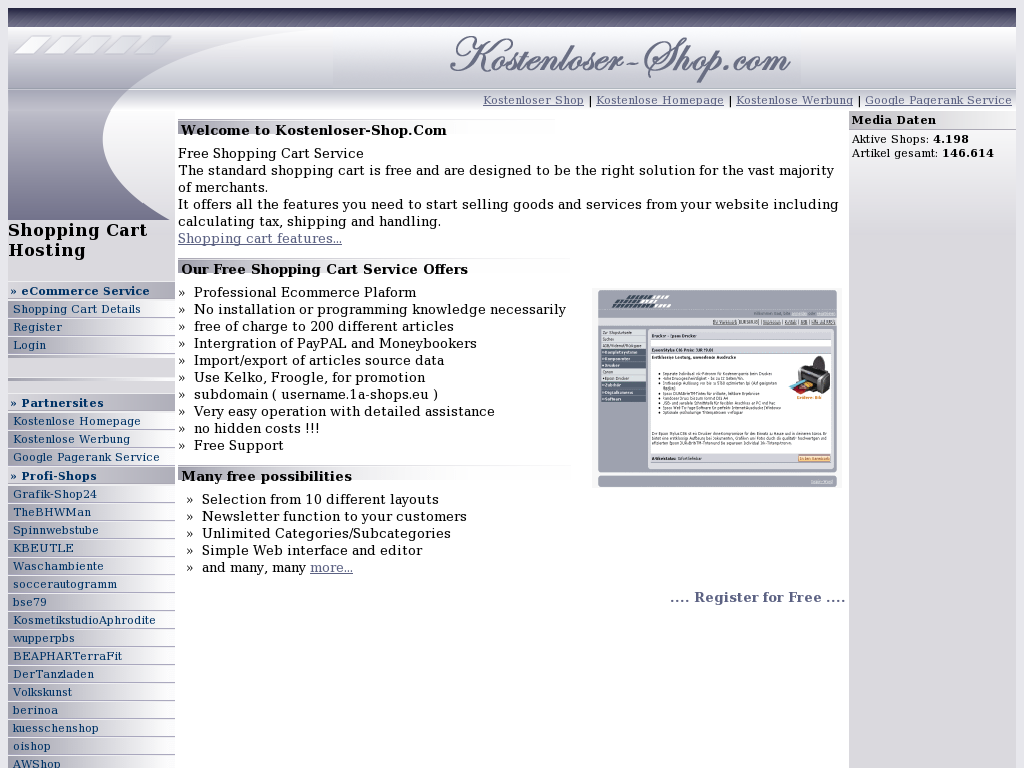 Kostenloser-Shop.com
Kostenloser Shop | Kostenlose Homepage | Kostenlose Werbung | Google Pagerank Service
Shopping Cart
Hosting
» eCommerce Service
Shopping Cart Details
Register
Login
» Partnersites
Kostenlose Homepage
Kostenlose Werbung
Google Pagerank Service
» Profi-Shops
Grafik-Shop24
TheBHWMan
Spinnwebstube
KBEUTLE
Waschambiente
soccerautogramm
bse79
KosmetikstudioAphrodite
wupperpbs
BEAPHARTerraFit
DerTanzladen
Volkskunst
berinoa
kuesschenshop
oishop
AWShop
Welcome to Kostenloser-Shop.Com
Free Shopping Cart Service
The standard shopping cart is free and are designed to be the right solution for the vast majority
of merchants.
It offers all the features you need to start selling goods and services from your website including
calculating tax, shipping and handling.
Shopping cart features...
Our Free Shopping Cart Service Offers
» Professional Ecommerce Plaform
» No installation or programming knowledge necessarily
» free of charge to 200 different articles
» Intergration of PayPAL and Moneybookers
» Import/export of articles source data
» Use Kelko, Froogle, for promotion
» subdomain ( username.1a-shops.eu )
» Very easy operation with detailed assistance
» no hidden costs !!!
» Free Support
Many free possibilities
» Selection from 10 different layouts
» Newsletter function to your customers
» Unlimited Categories/Subcategories
» Simple Web interface and editor
» and many, many more...
.... Register for Free ....
Media Daten
Aktive Shops: 4.198
Artikel gesamt: 146.614